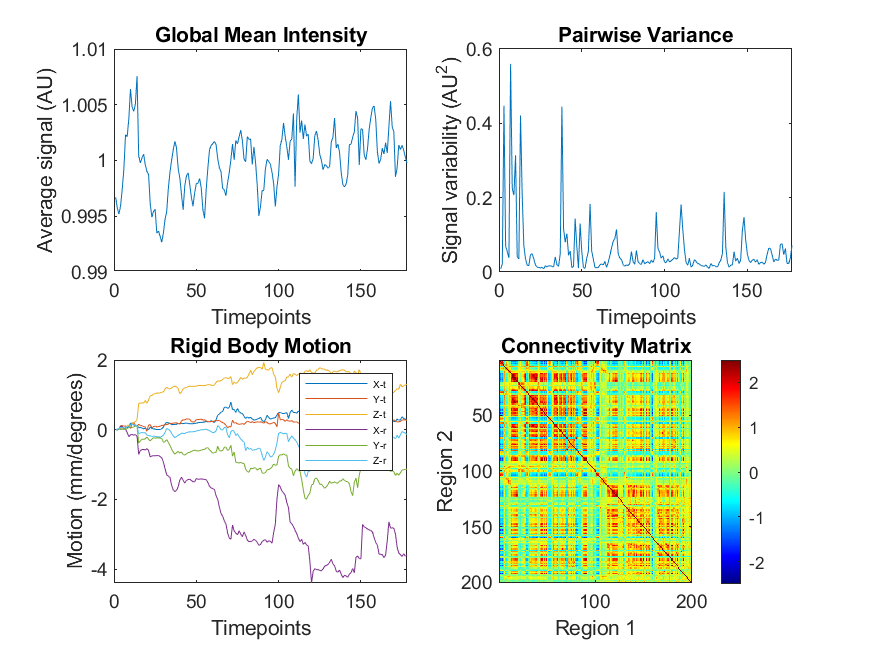 Global Mean Intensity
Average signal (AU)
1.01
1.005
1
0.995
0.99
0 50 100 150
Timepoints
Pairwise Variance
Signal variability (AU²)
0.6
0.4
0.2
0
0 50 100 150
Timepoints
Rigid Body Motion
Motion (mm/degrees)
2
0
-2
-4
0 50 100 150
Timepoints
X-t
Y-t
Z-t
X-r
Y-r
Z-r
Connectivity Matrix
Region 2
50
100
150
200
100 200
Region 1
2
1
0
-1
-2